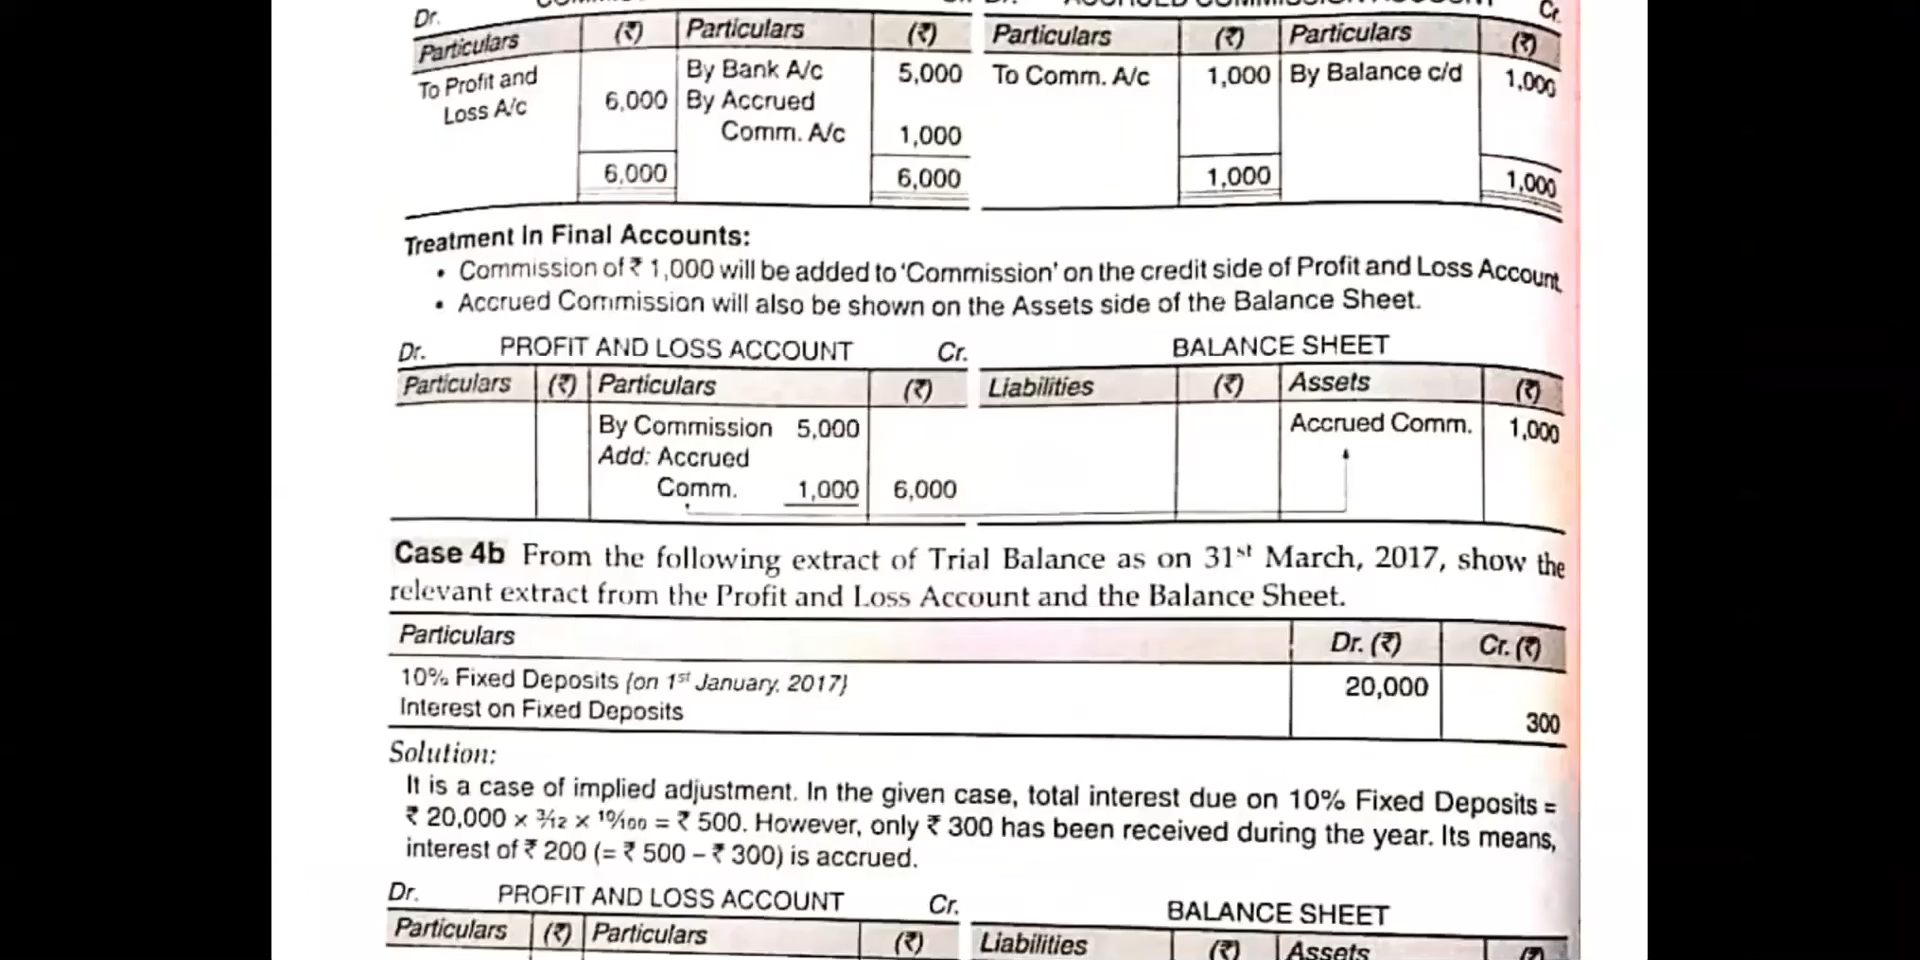 Dr. Cr.
Particulars (₹) Particulars (₹) Particulars (₹) Particulars (₹)
To Profit and By Bank A/c 5,000 To Comm. A/c 1,000 By Balance c/d 1,000
Loss A/c 6,000 By Accrued
Comm. A/c 1,000
6,000 6,000 1,000 1,000
Treatment In Final Accounts:
• Commission of ₹ 1,000 will be added to 'Commission' on the credit side of Profit and Loss Account
• Accrued Commission will also be shown on the Assets side of the Balance Sheet.
Dr. PROFIT AND LOSS ACCOUNT Cr. BALANCE SHEET
Particulars (₹) Particulars (₹) Liabilities (₹) Assets (₹)
By Commission 5,000 Accrued Comm. 1,000
Add: Accrued
Comm. 1,000 6,000
Case 4b From the following extract of Trial Balance as on 31st March, 2017, show the
relevant extract from the Profit and Loss Account and the Balance Sheet.
Particulars Dr. (₹) Cr. (₹)
10% Fixed Deposits (on 1st January, 2017) 20,000
Interest on Fixed Deposits 300
Solution:
It is a case of implied adjustment. In the given case, total interest due on 10% Fixed Deposits =
₹ 20,000 × 3/12 × 10/100 = ₹ 500. However, only ₹ 300 has been received during the year. Its means,
interest of ₹ 200 (= ₹ 500 – ₹ 300) is accrued.
Dr. PROFIT AND LOSS ACCOUNT Cr. BALANCE SHEET
Particulars (₹) Particulars (₹) Liabilities (₹) Assets (₹)